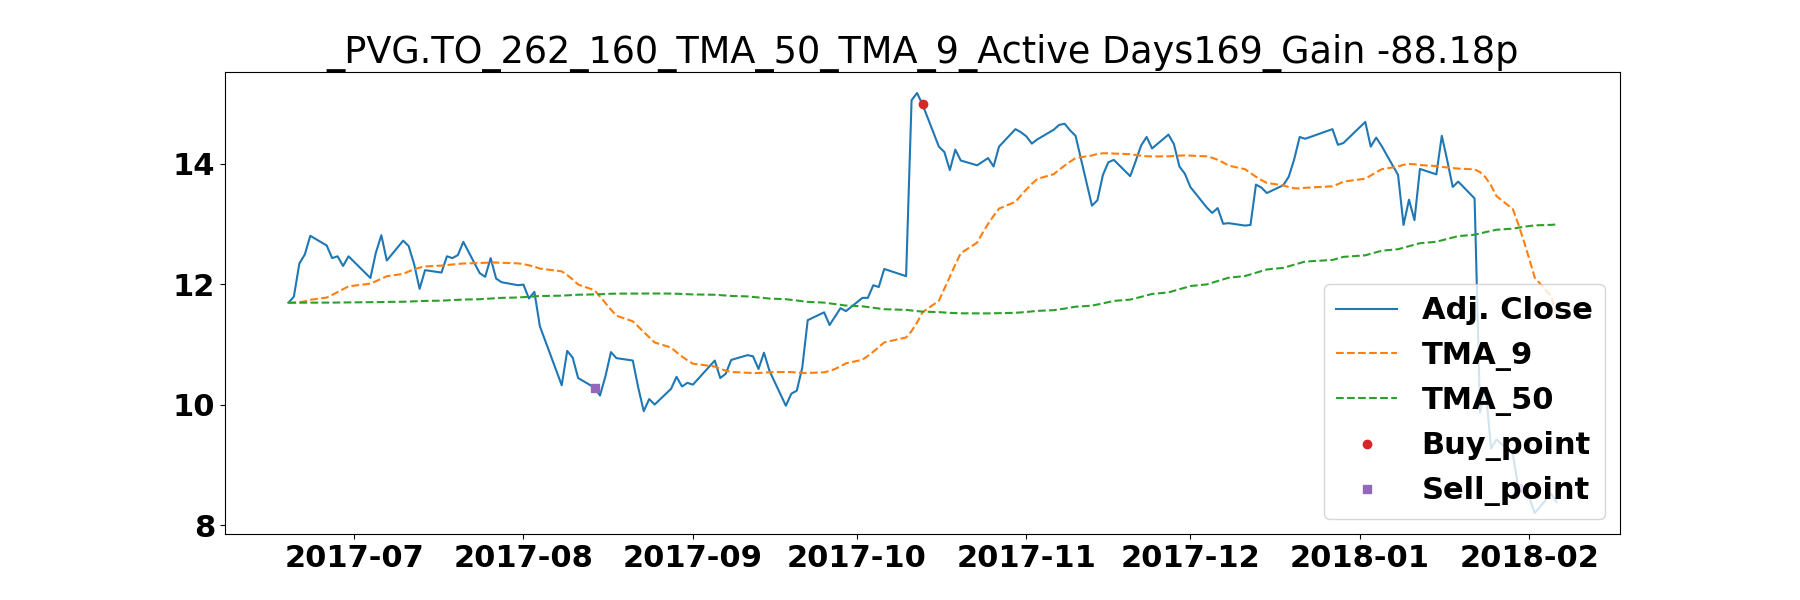 _PVG.TO_262_160_TMA_50_TMA_9_Active Days169_Gain -88.18p
14
12
10
8
Adj. Close
TMA_9
TMA_50
Buy_point
Sell_point
2017-07 2017-08 2017-09 2017-10 2017-11 2017-12 2018-01 2018-02